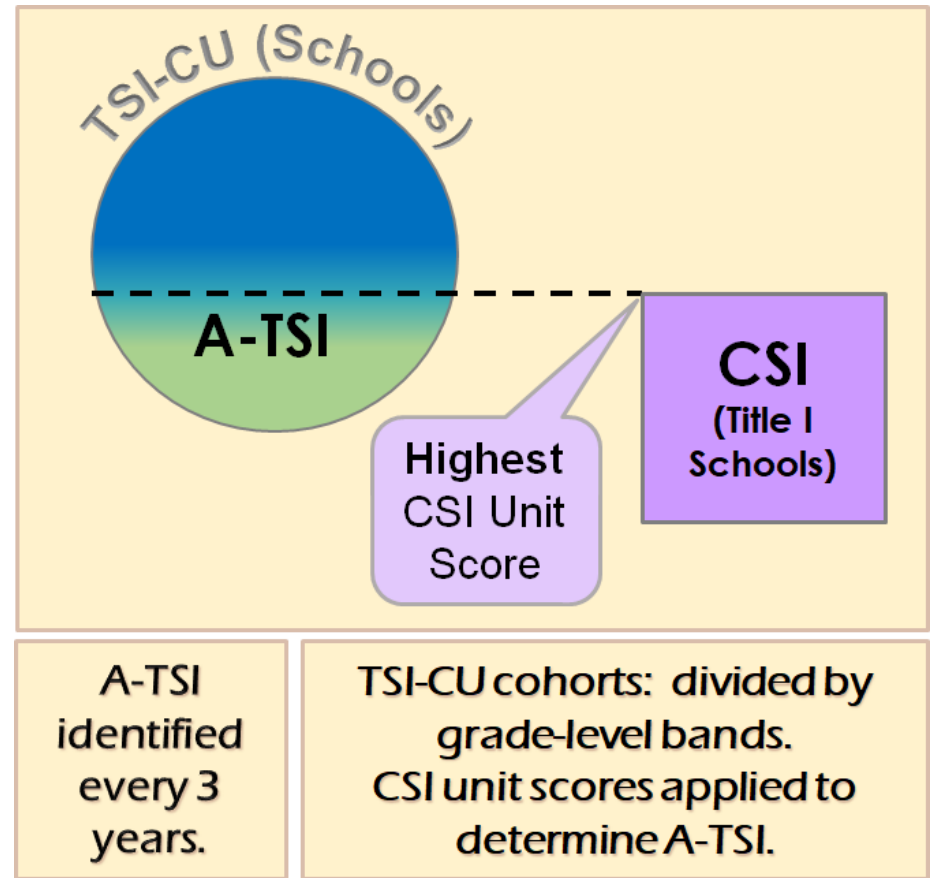 TSI-CU (Schools)
A-TSI
CSI
(Title I
Schools)
Highest
CSI Unit
Score
A-TSI
identified
every 3
years.
TSI-CU cohorts: divided by
grade-level bands.
CSI unit scores applied to
determine A-TSI.